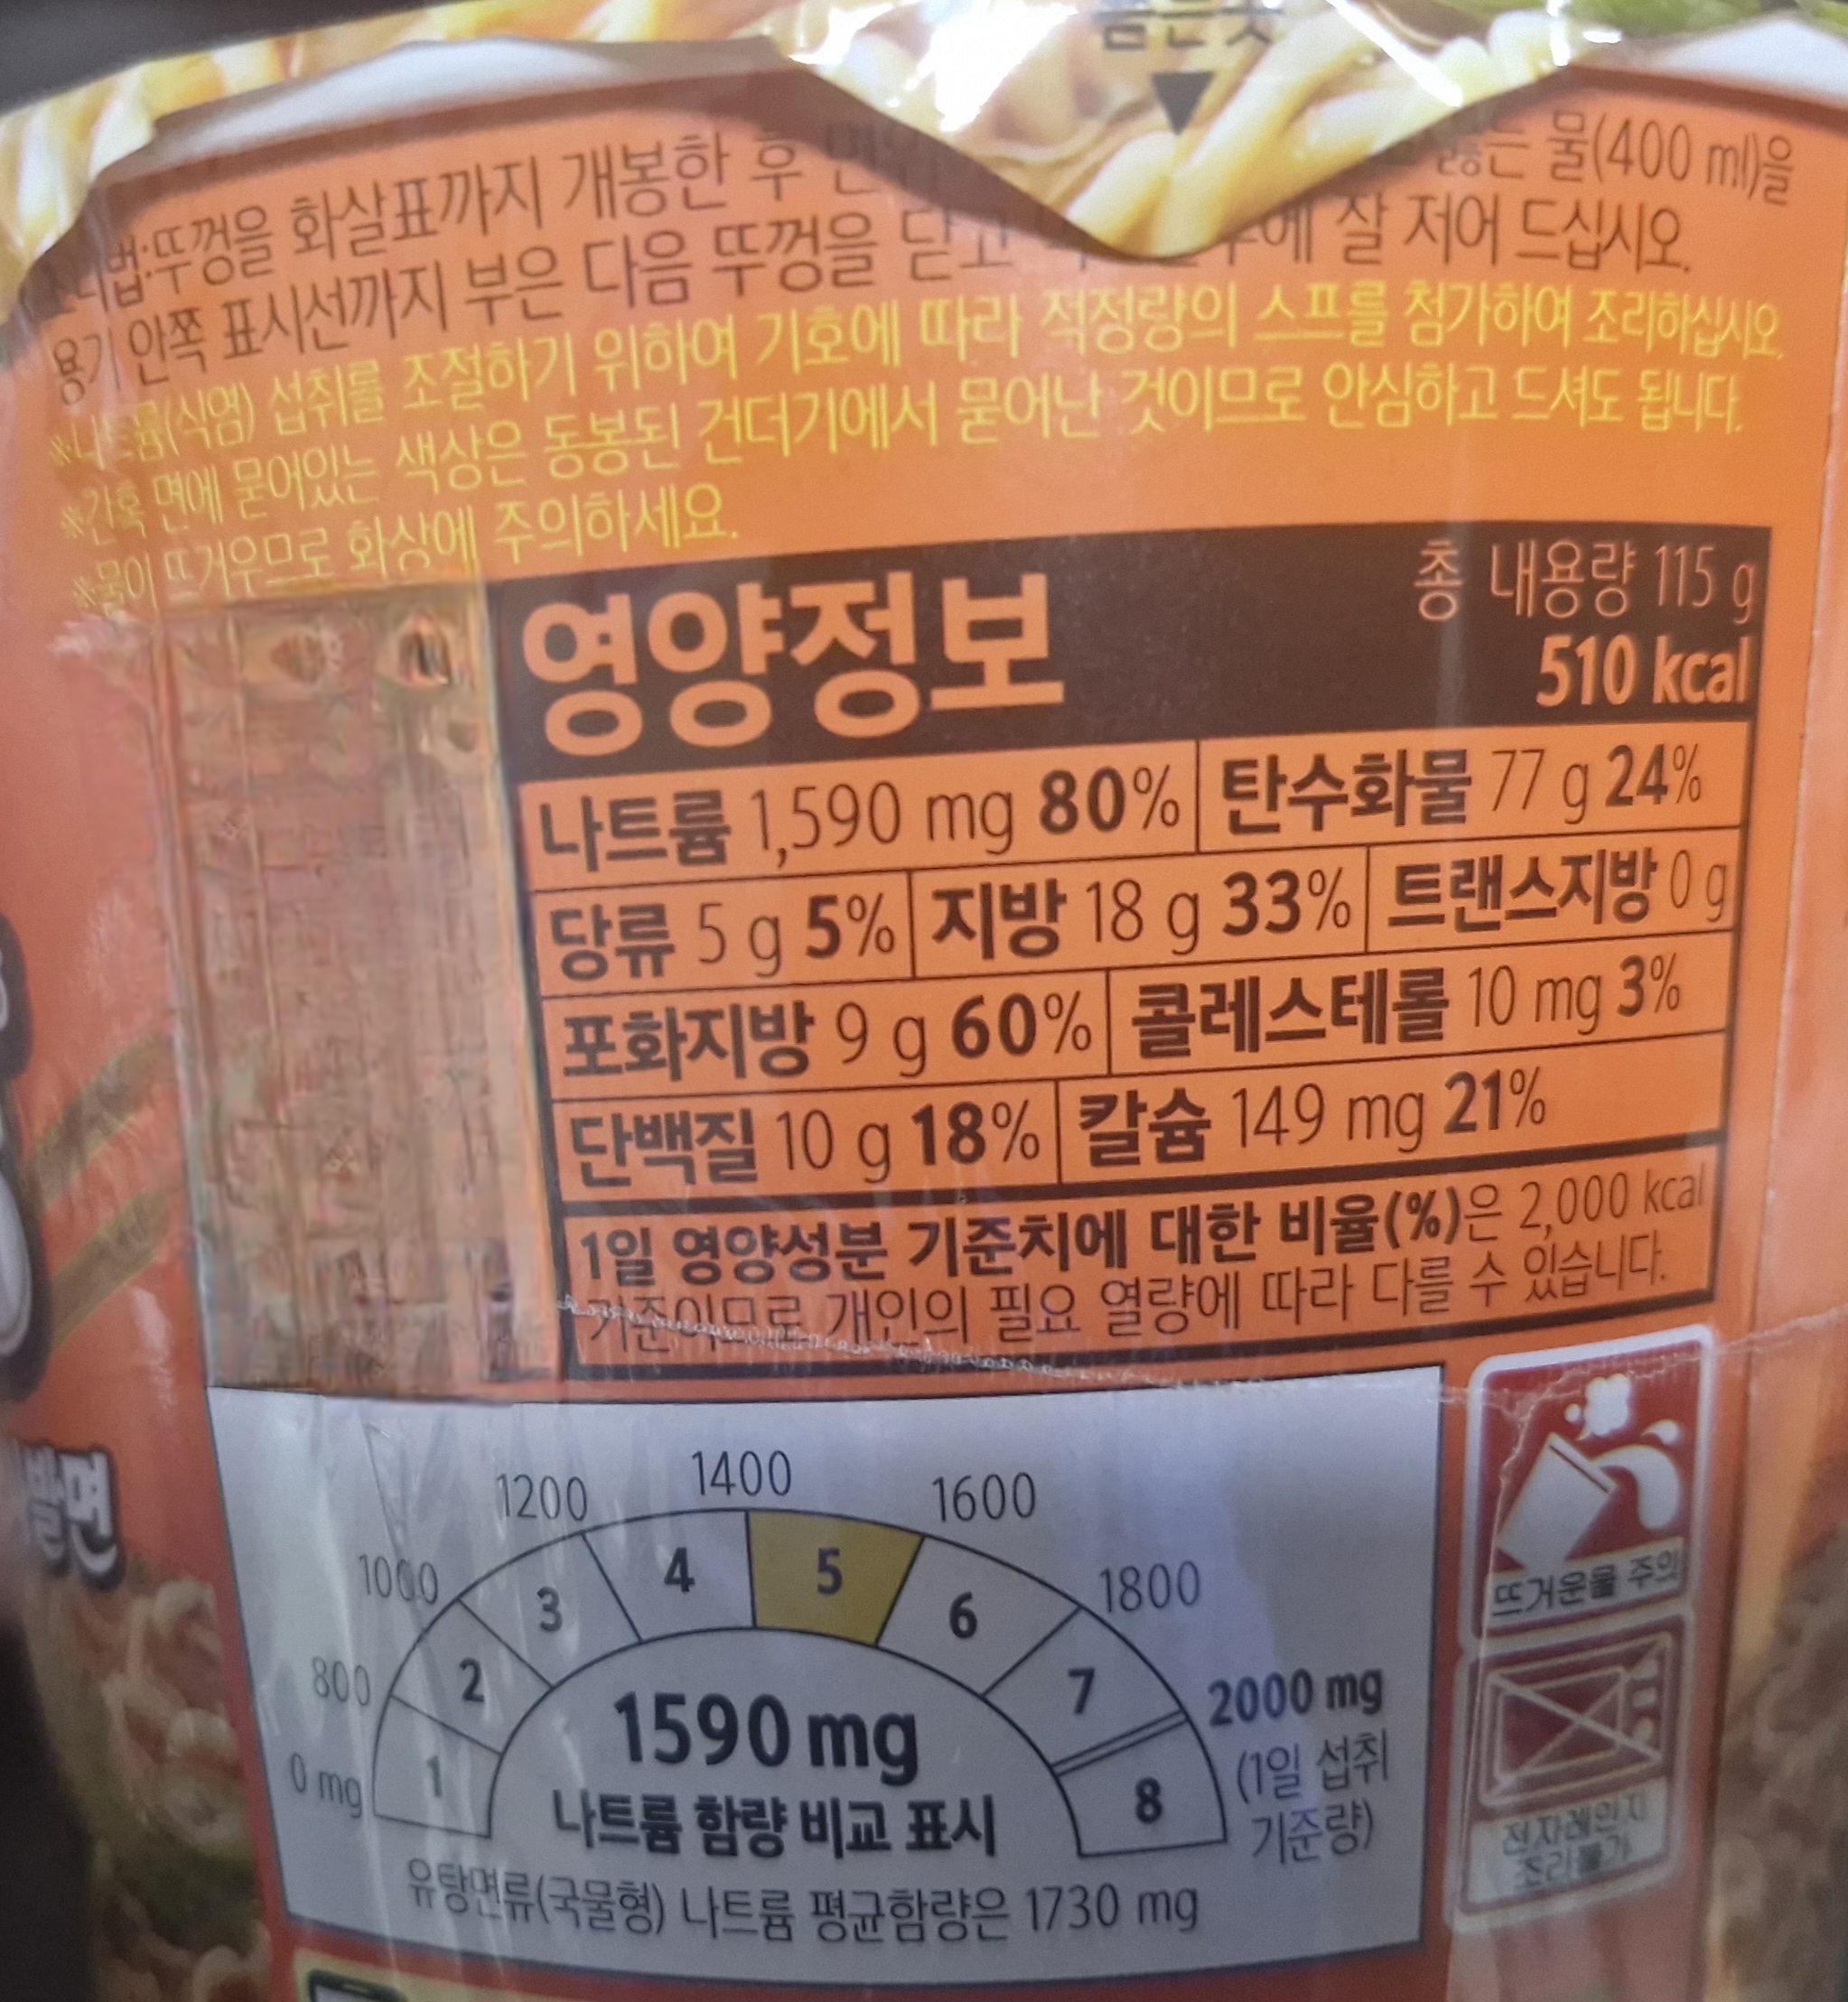 뚜껑을 화살표까지 개봉한 후 끓는 물(400 ml)을
용기 안쪽 표시선까지 부은 다음 뚜껑을 닫고 잘 저어 드십시오.
※나트륨(식염) 섭취를 조절하기 위하여 기호에 따라 적정량의 스프를 첨가하여 조리하십시오.
※간혹 면에 묻어있는 색상은 동봉된 건더기에서 묻어난 것이므로 안심하고 드셔도 됩니다.
※물이 뜨거우므로 화상에 주의하세요.
영양정보
총 내용량 115 g
510 kcal
나트륨 1,590 mg 80% 탄수화물 77 g 24%
당류 5 g 5% 지방 18 g 33% 트랜스지방 0 g
포화지방 9 g 60% 콜레스테롤 10 mg 3%
단백질 10 g 18% 칼슘 149 mg 21%
1일 영양성분 기준치에 대한 비율(%)은 2,000 kcal
기준이므로 개인의 필요 열량에 따라 다를 수 있습니다.
0 mg
800
1000
1200
1400
1600
1800
2000 mg
(1일 섭취
기준량)
1
2
3
4
5
6
7
8
1590 mg
나트륨 함량 비교 표시
유탕면류(국물형) 나트륨 평균함량은 1730 mg
뜨거운물 주의
전자레인지
조리불가
발면